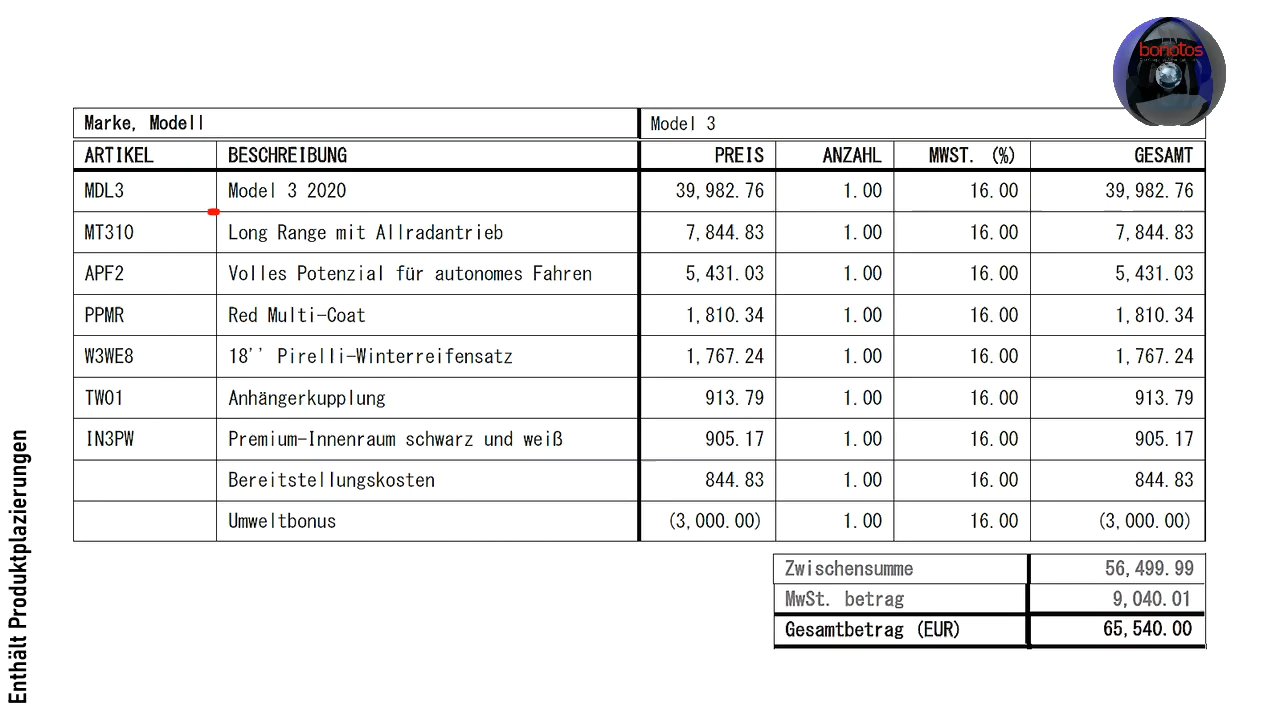 bonotos
Marke, Modell Model 3
ARTIKEL BESCHREIBUNG PREIS ANZAHL MWST. (%) GESAMT
MDL3 Model 3 2020 39,982.76 1.00 16.00 39,982.76
MT310 Long Range mit Allradantrieb 7,844.83 1.00 16.00 7,844.83
APF2 Volles Potenzial für autonomes Fahren 5,431.03 1.00 16.00 5,431.03
PPMR Red Multi-Coat 1,810.34 1.00 16.00 1,810.34
W3WE8 18'' Pirelli-Winterreifensatz 1,767.24 1.00 16.00 1,767.24
TW01 Anhängerkupplung 913.79 1.00 16.00 913.79
IN3PW Premium-Innenraum schwarz und weiß 905.17 1.00 16.00 905.17
Bereitstellungskosten 844.83 1.00 16.00 844.83
Umweltbonus (3,000.00) 1.00 16.00 (3,000.00)
Zwischensumme 56,499.99
MwSt. betrag 9,040.01
Gesamtbetrag (EUR) 65,540.00
Enthält Produktplazierungen